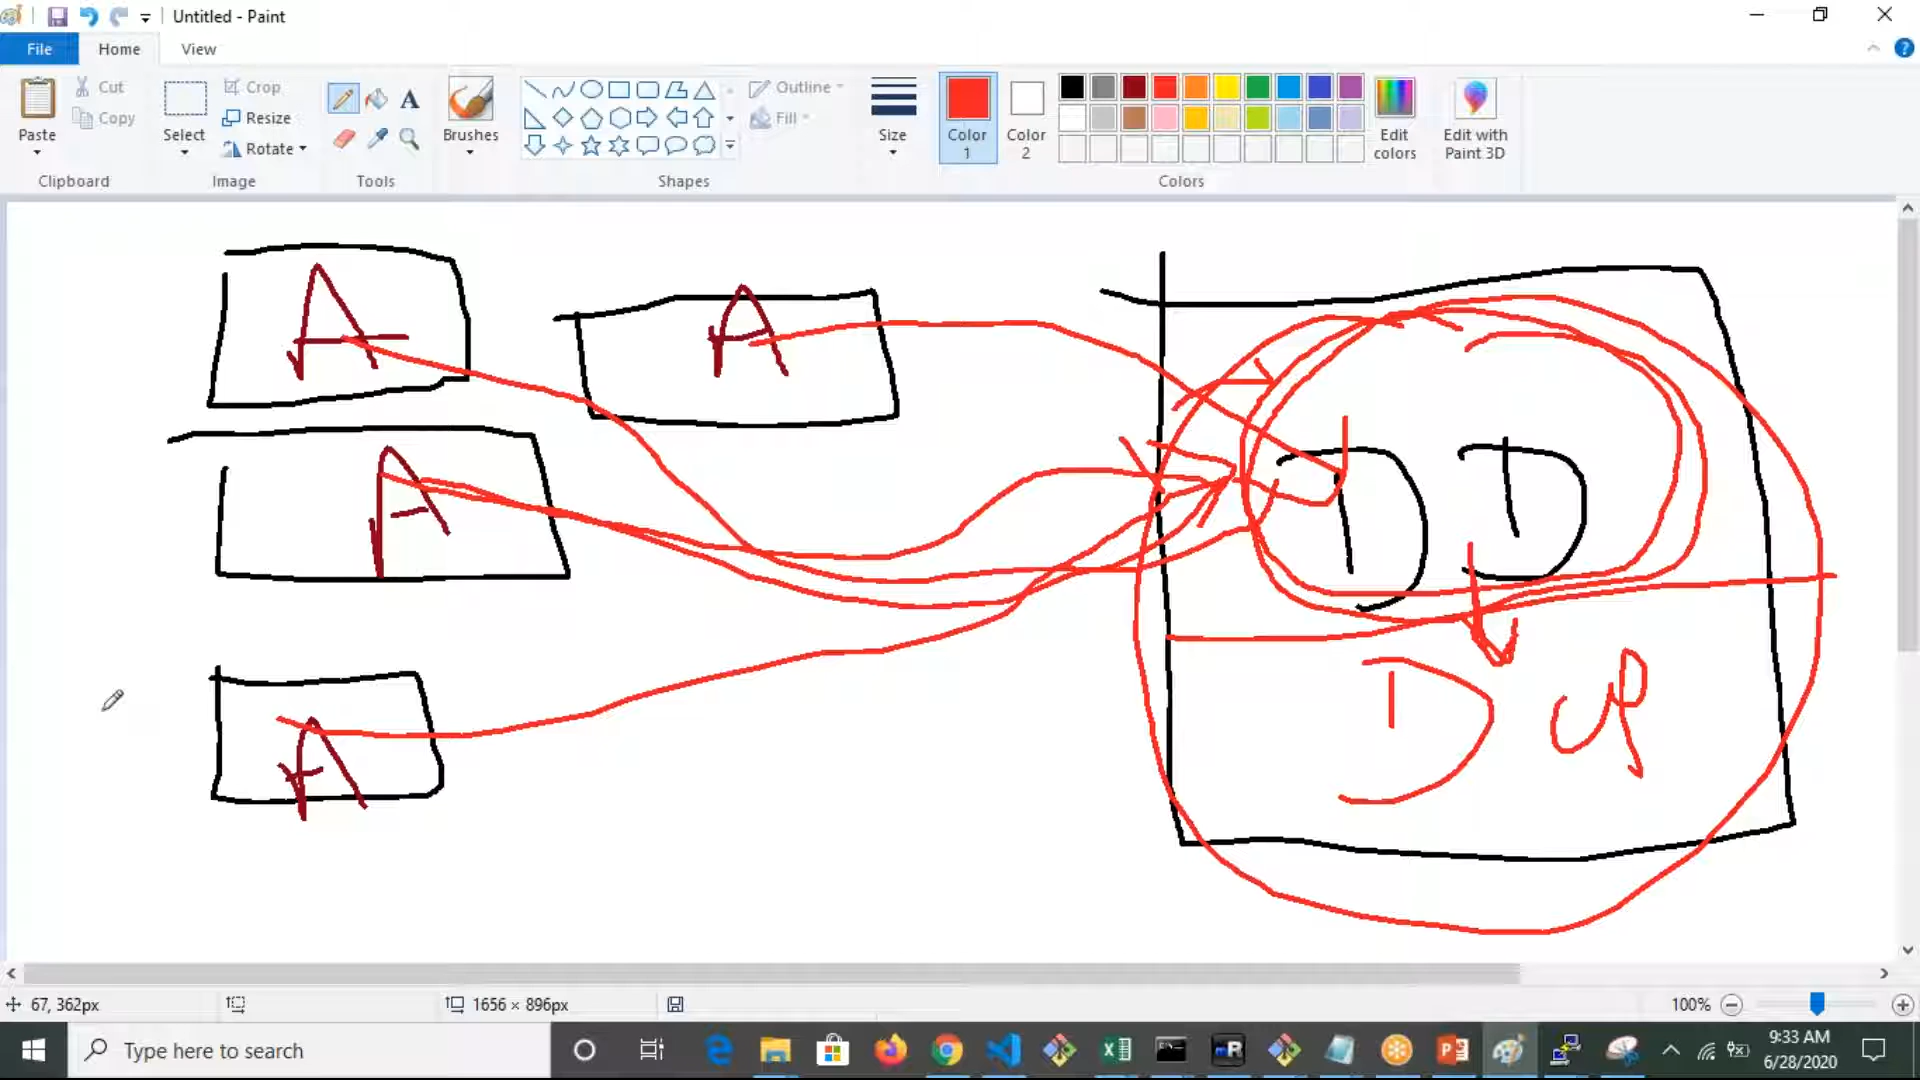 Untitled - Paint
File Home View
Paste
Cut
Copy
Clipboard
Select
Crop
Resize
Rotate
Image
Tools
Brushes
Shapes
Outline
Fill
Size
Color 1
Color 2
Edit colors
Edit with Paint 3D
Colors
A A
A
D D
A
D
67, 362px
1656 × 896px
100%
Type here to search
9:33 AM
6/28/2020